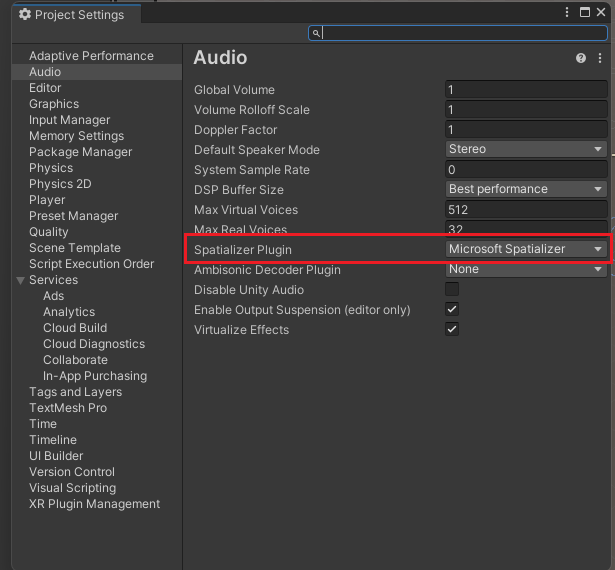 Project Settings
Adaptive Performance
Audio
Editor
Graphics
Input Manager
Memory Settings
Package Manager
Physics
Physics 2D
Player
Preset Manager
Quality
Scene Template
Script Execution Order
Services
Ads
Analytics
Cloud Build
Cloud Diagnostics
Collaborate
In-App Purchasing
Tags and Layers
TextMesh Pro
Time
Timeline
UI Builder
Version Control
Visual Scripting
XR Plugin Management
Audio
Global Volume 1
Volume Rolloff Scale 1
Doppler Factor 1
Default Speaker Mode Stereo
System Sample Rate 0
DSP Buffer Size Best performance
Max Virtual Voices 512
Max Real Voices 32
Spatializer Plugin Microsoft Spatializer
Ambisonic Decoder Plugin None
Disable Unity Audio
Enable Output Suspension (editor only)
Virtualize Effects